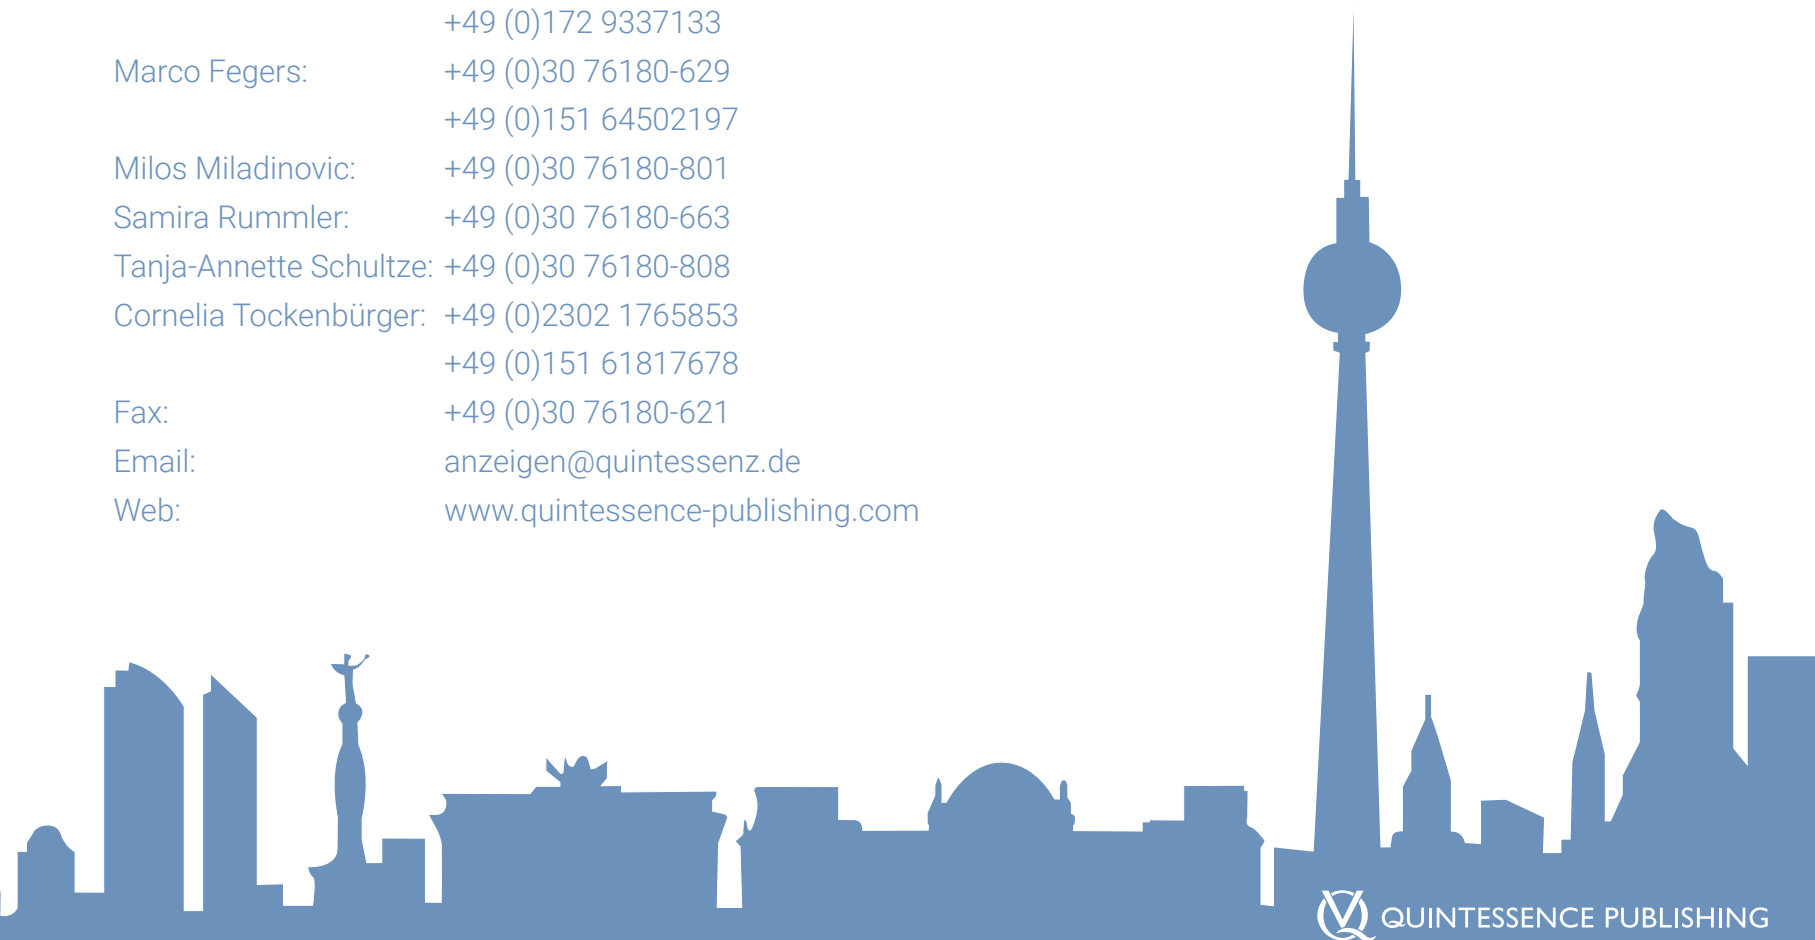 +49 (0)172 9337133
Marco Fegers: +49 (0)30 76180-629
+49 (0)151 64502197
Milos Miladinovic: +49 (0)30 76180-801
Samira Rummler: +49 (0)30 76180-663
Tanja-Annette Schultze: +49 (0)30 76180-808
Cornelia Tockenbürger: +49 (0)2302 1765853
+49 (0)151 61817678
Fax: +49 (0)30 76180-621
Email: anzeigen@quintessenz.de
Web: www.quintessence-publishing.com
QUINTESSENCE PUBLISHING